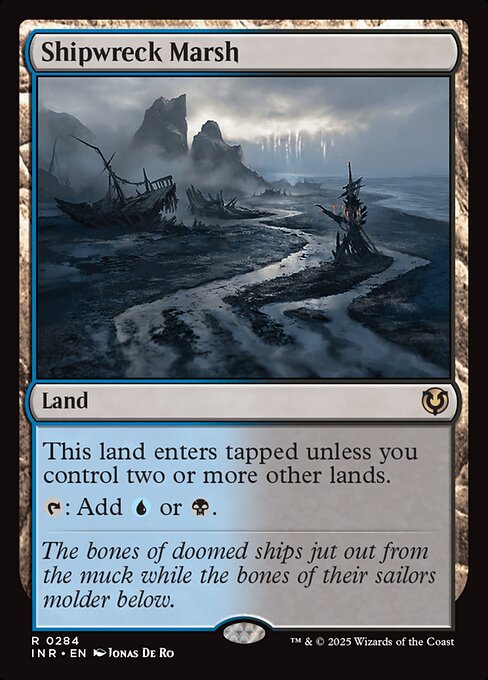 Shipwreck Marsh
Land
This land enters tapped unless you
control two or more other lands.
: Add or .
The bones of doomed ships jut out from
the muck while the bones of their sailors
molder below.
R 0284
INR • EN Jonas De Ro
™ & © 2025 Wizards of the Coast